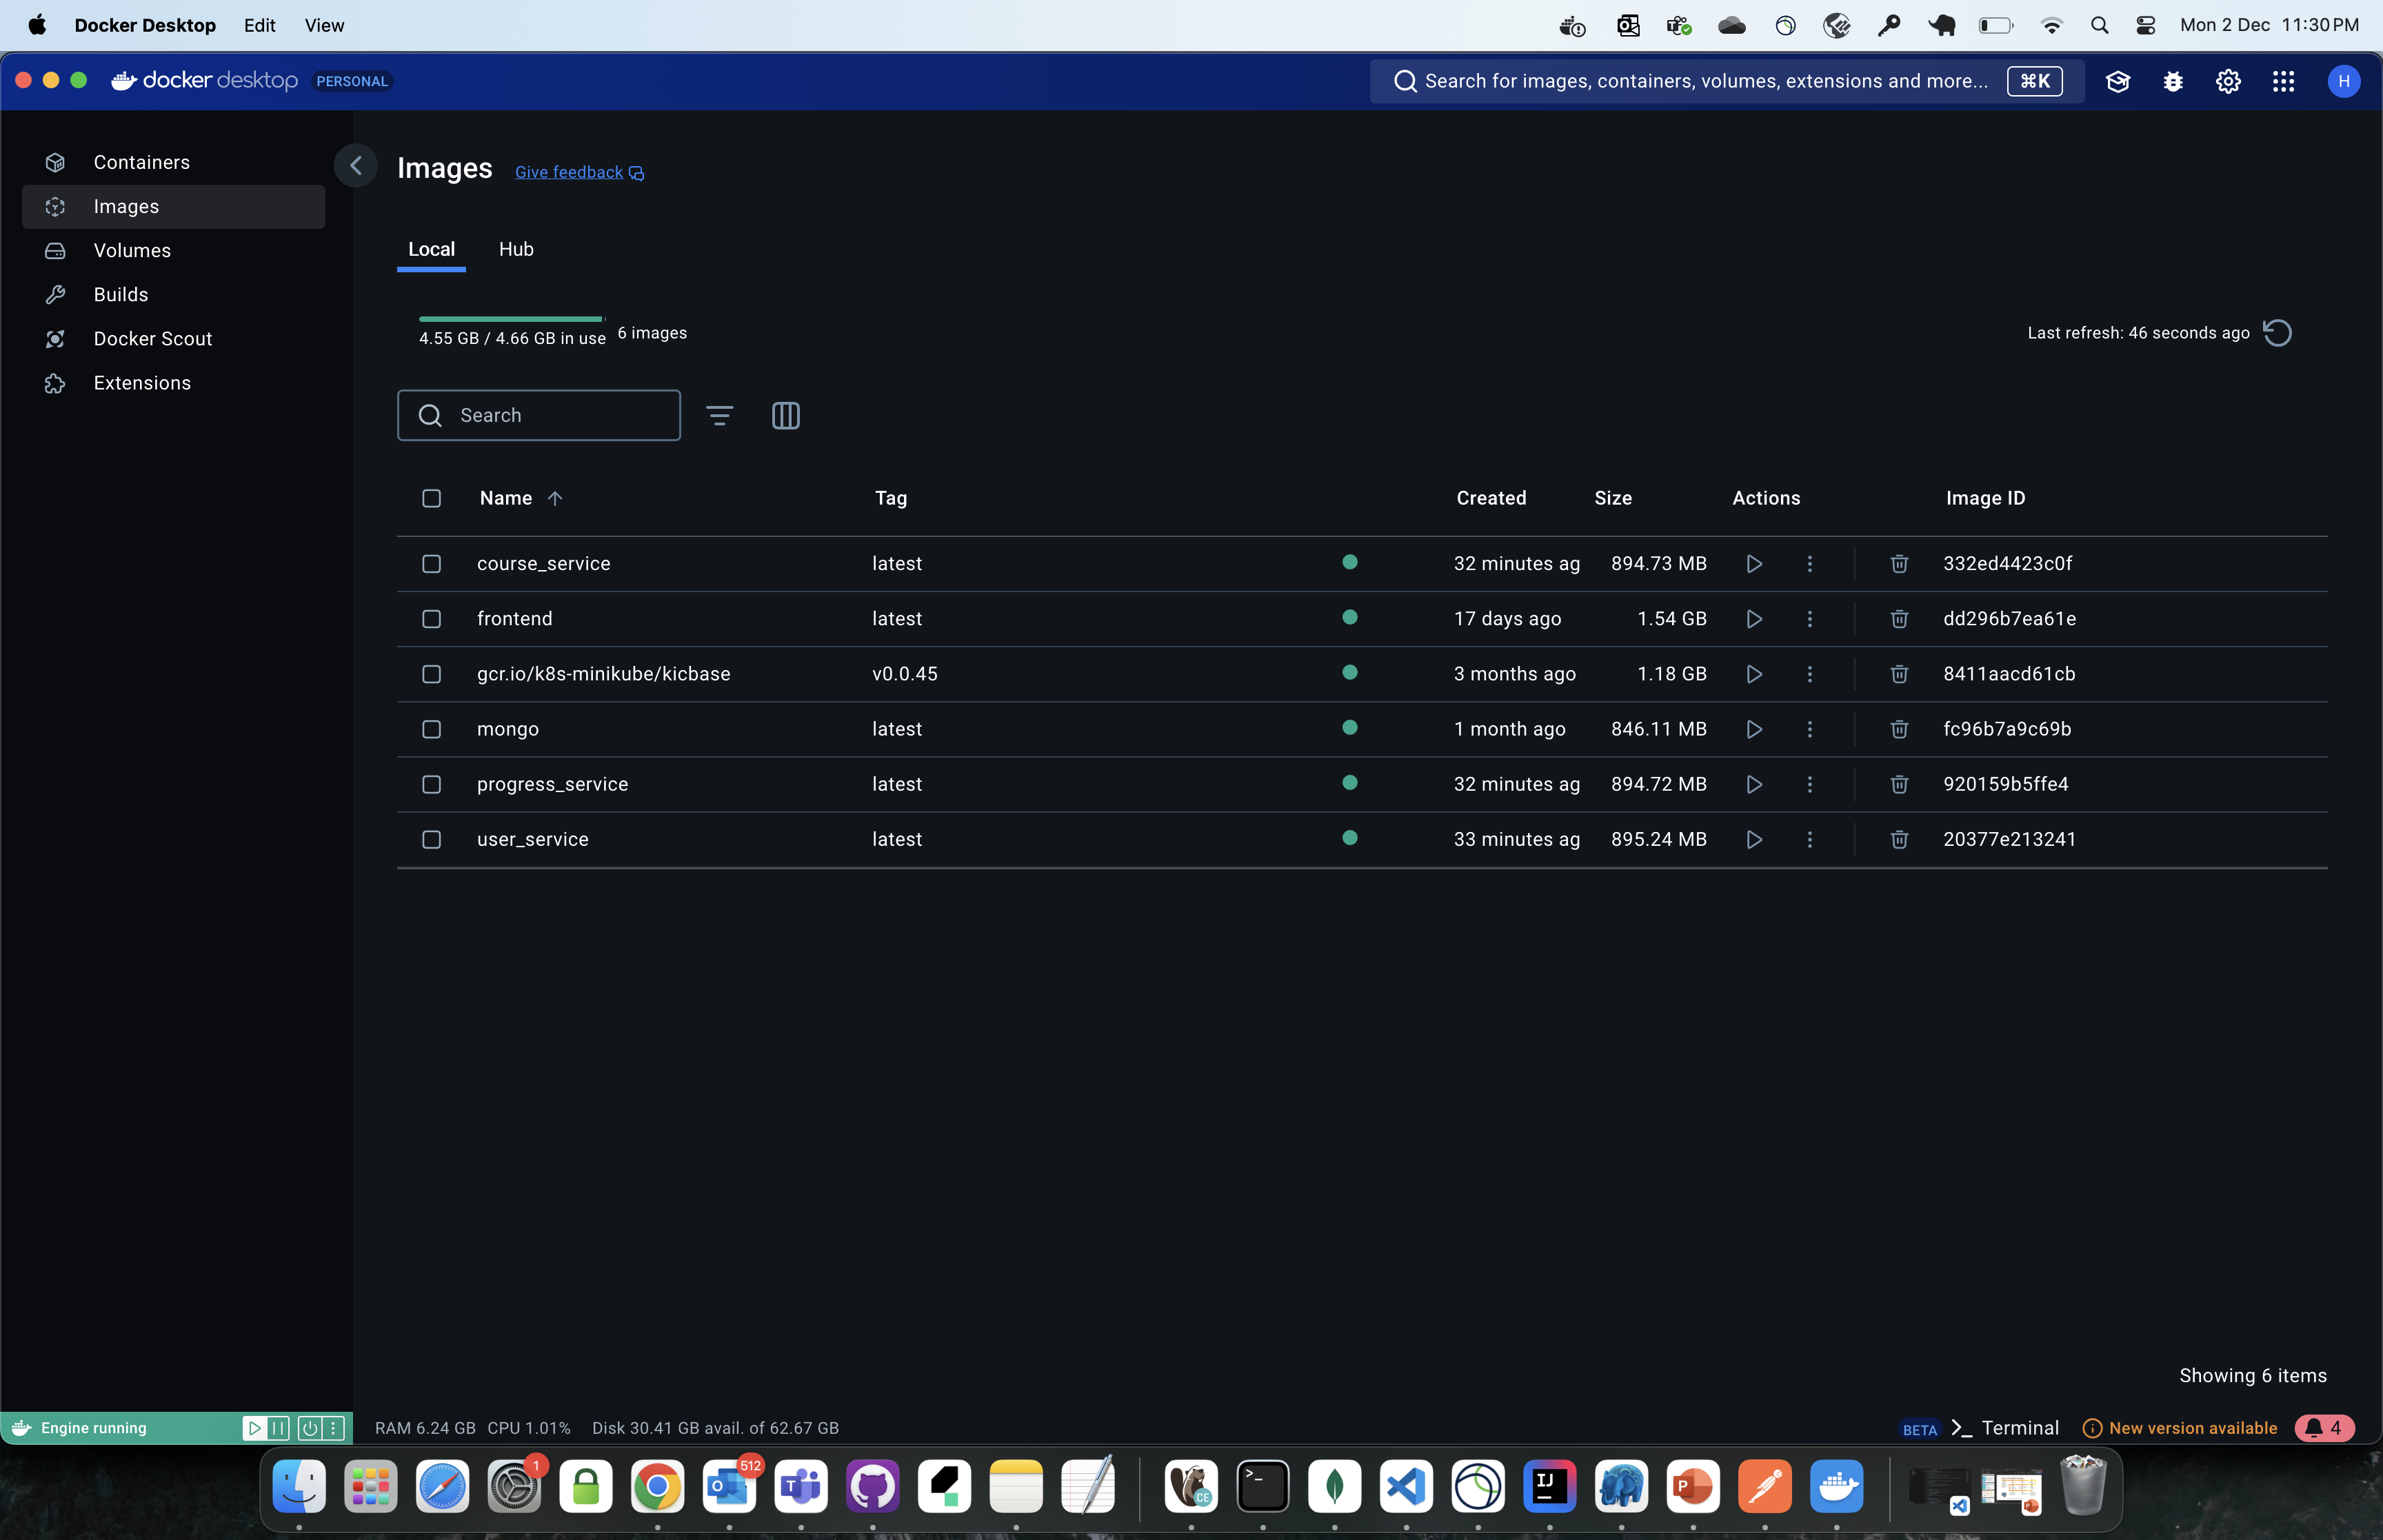 Docker Desktop Edit View Mon 2 Dec 11:30 PM
docker desktop PERSONAL Search for images, containers, volumes, extensions and more... ⌘K H
Containers
Images
Volumes
Builds
Docker Scout
Extensions
Images Give feedback
Local Hub
4.55 GB / 4.66 GB in use 6 images Last refresh: 46 seconds ago
Search
Name Tag Created Size Actions Image ID
course_service latest 32 minutes ag 894.73 MB 332ed4423c0f
frontend latest 17 days ago 1.54 GB dd296b7ea61e
gcr.io/k8s-minikube/kicbase v0.0.45 3 months ago 1.18 GB 8411aacd61cb
mongo latest 1 month ago 846.11 MB fc96b7a9c69b
progress_service latest 32 minutes ag 894.72 MB 920159b5ffe4
user_service latest 33 minutes ag 895.24 MB 20377e213241
Showing 6 items
Engine running RAM 6.24 GB CPU 1.01% Disk 30.41 GB avail. of 62.67 GB BETA >_ Terminal New version available 4
1 512 O T CE >_ IJ P